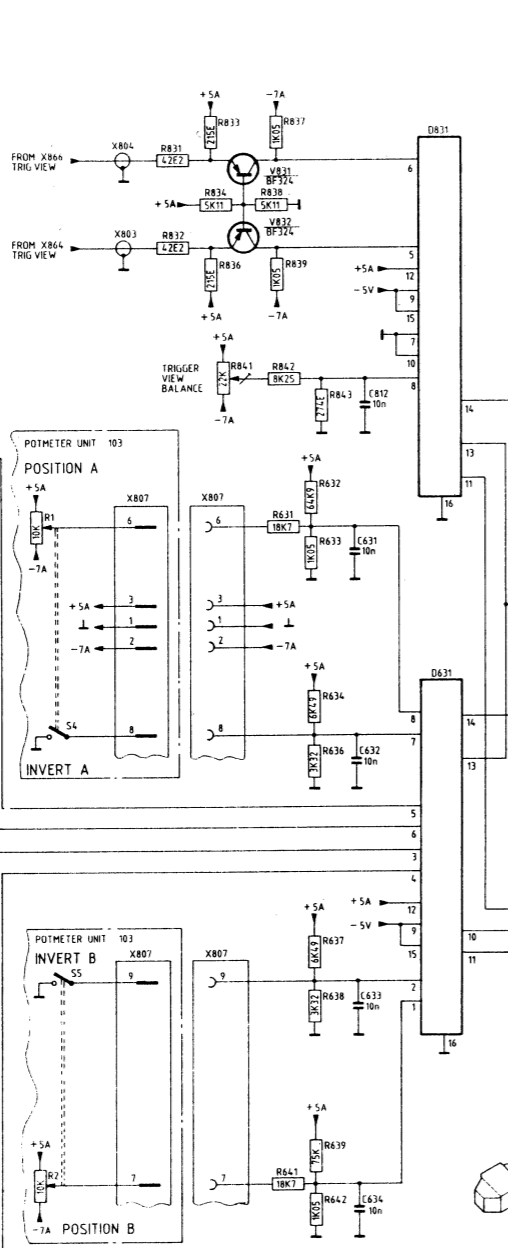 +5A -7A
R833 R837
215E 1K05
D831
X804 R831
FROM X866
TRIG VIEW
42E2
6
V831
BF324
R834 R838
+5A 5K11 5K11
V832
BF324
X803 R832
FROM X864
TRIG VIEW
42E2
5
R836 R839
215E 1K05
+5A
12
-5V
9
15
+5A -7A
7
10
+5A
TRIGGER
VIEW
BALANCE
R841 R842
22K 8K25
8
R843 C812
274E 10n
-7A
14
13
11
16
POTMETER UNIT 103
POSITION A
+5A
R1
10K
-7A
X807 X807
6 6
+5A
R632
64K9
R631
18K7
R633 C631
1K05 10n
+5A 3 3 +5A
1 1
-7A 2 2 -7A
+5A
D631
R634
6K49
8
14
S4
8 8
7
R636 C632
3K32 10n
13
INVERT A
5
6
3
4
+5A
12
-5V
9
10
15
11
POTMETER UNIT 103
INVERT B
S5
X807 X807
9 9
+5A
R637
6K49
2
R638 C633
3K32 10n
1
16
+5A
R639
75K
+5A
R2
10K
7 7
R641
18K7
R642 C634
1K05 10n
-7A
POSITION B